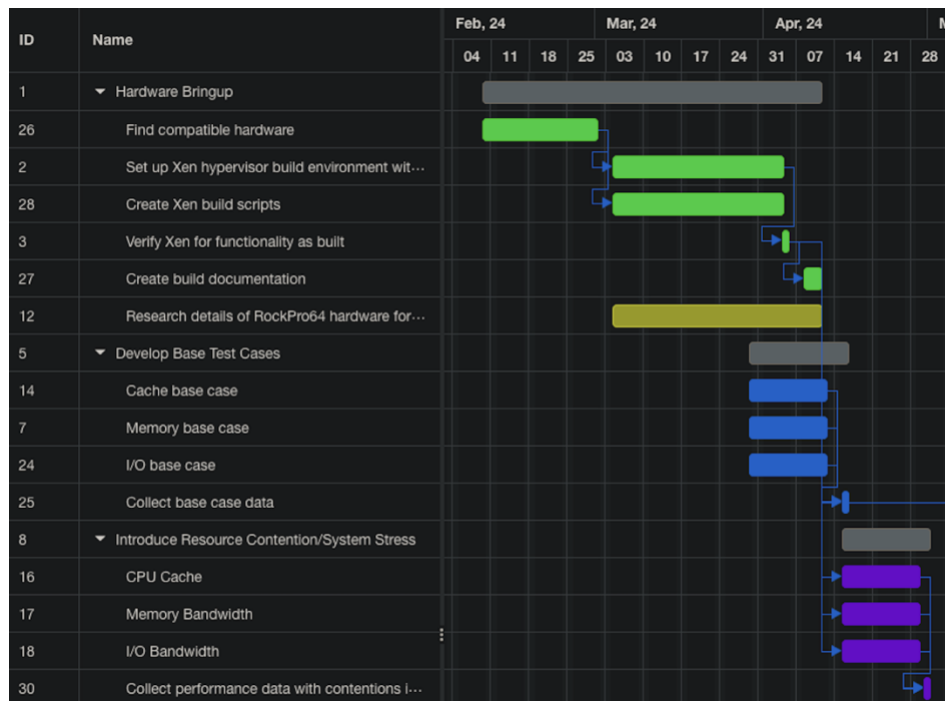 ID Name Feb, 24 Mar, 24 Apr, 24 M
04 11 18 25 03 10 17 24 31 07 14 21 28
1 Hardware Bringup
26 Find compatible hardware
2 Set up Xen hypervisor build environment wit···
28 Create Xen build scripts
3 Verify Xen for functionality as built
27 Create build documentation
12 Research details of RockPro64 hardware for···
5 Develop Base Test Cases
14 Cache base case
7 Memory base case
24 I/O base case
25 Collect base case data
8 Introduce Resource Contention/System Stress
16 CPU Cache
17 Memory Bandwidth
18 I/O Bandwidth
30 Collect performance data with contentions i···